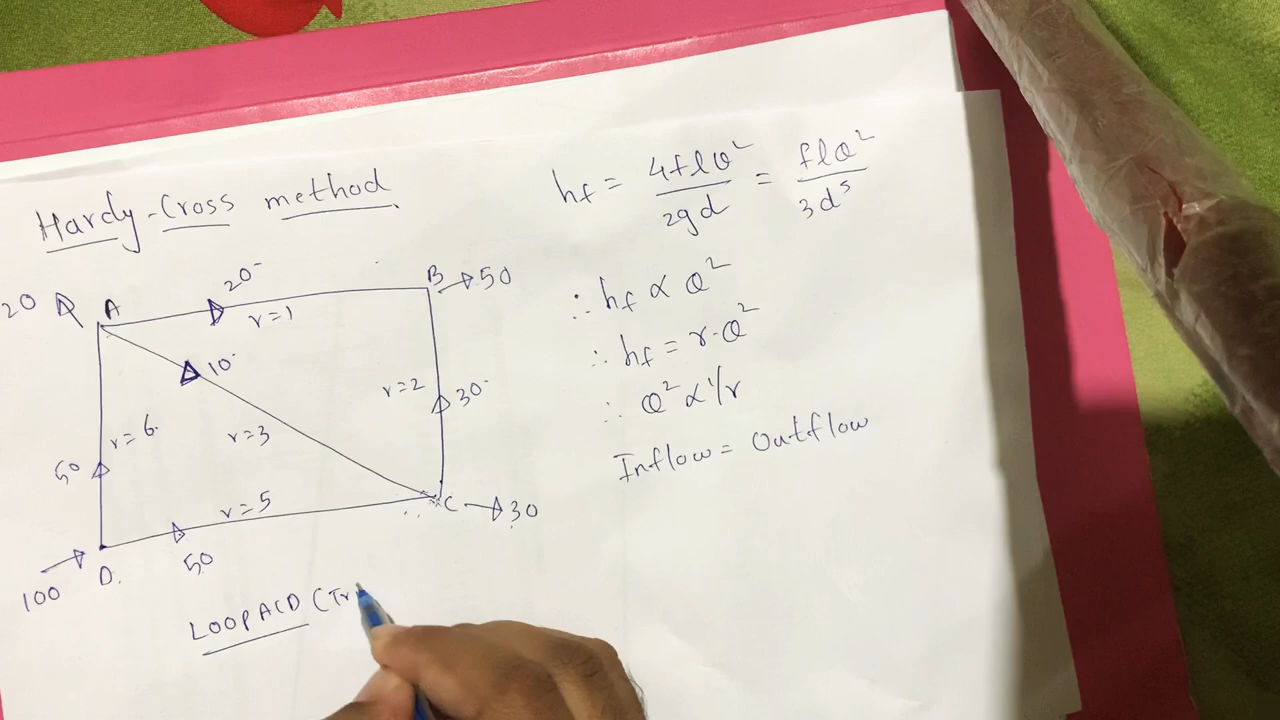 Hardy-Cross method
20 A
20
B 50
r=1
10
r=2
30
r=6
r=3
50
r=5
C 30
50
100 D.
LOOP ACD (Tr
hf = 4flQ² / 2gd = flQ² / 3d⁵
∴ hf ∝ Q²
∴ hf = r·Q²
∴ Q² ∝ 1/r
Inflow = Outflow